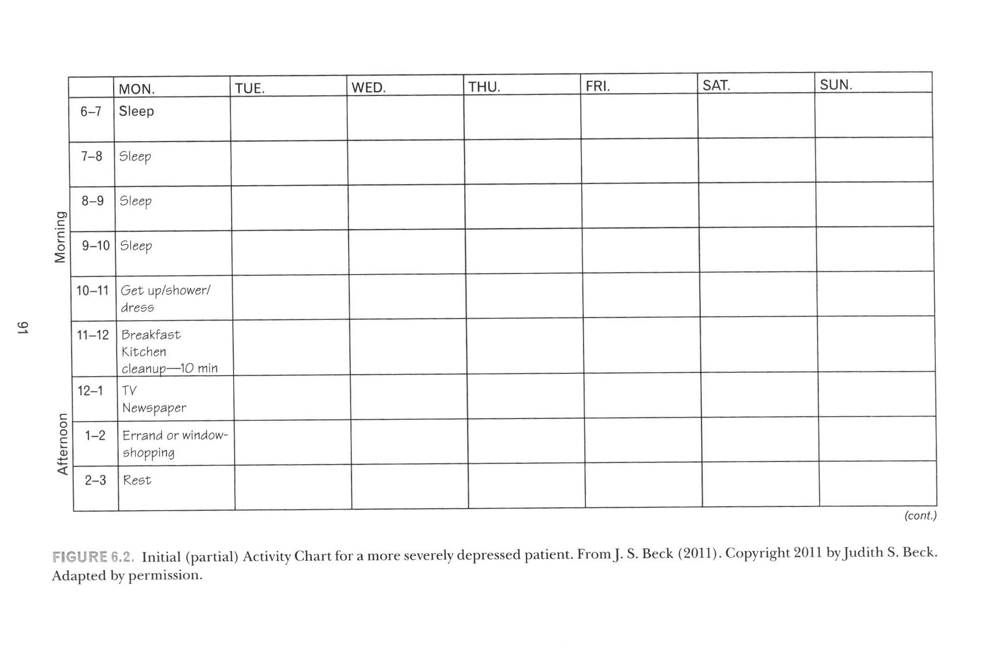 MON. TUE. WED. THU. FRI. SAT. SUN.
Morning
6–7 Sleep
7–8 Sleep
8–9 Sleep
9–10 Sleep
10–11 Get up/shower/
dress
11–12 Breakfast
Kitchen
cleanup—10 min
Afternoon
12–1 TV
Newspaper
1–2 Errand or window-
shopping
2–3 Rest
(cont.)
91
FIGURE 6.2. Initial (partial) Activity Chart for a more severely depressed patient. From J. S. Beck (2011). Copyright 2011 by Judith S. Beck.
Adapted by permission.